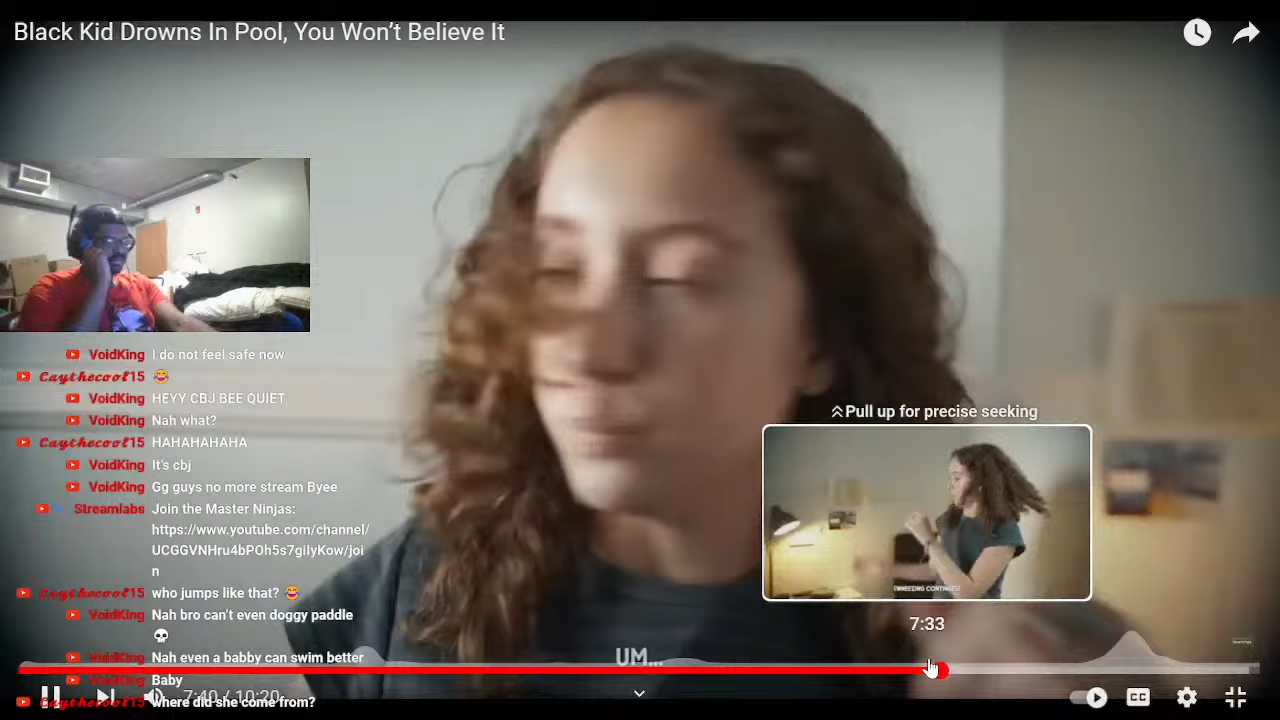 Black Kid Drowns In Pool, You Won't Believe It
VoidKing I do not feel safe now
Caythecool15 😂
VoidKing HEYY CBJ BEE QUIET
VoidKing Nah what?
Caythecool15 HAHAHAHAHA
VoidKing It's cbj
VoidKing Gg guys no more stream Byee
Streamlabs Join the Master Ninjas:
https://www.youtube.com/channel/
UCGGVNHru4bPOh5s7gilyKow/joi
n
Caythecool15 who jumps like that? 😂
VoidKing Nah bro can't even doggy paddle
💀
VoidKing Nah even a babby can swim better
VoidKing Baby
Caythecool15 where did she come from?
Pull up for precise seeking
[WHEEZING CONTINUES]
7:33
UM...
7:40 / 10:20
CC